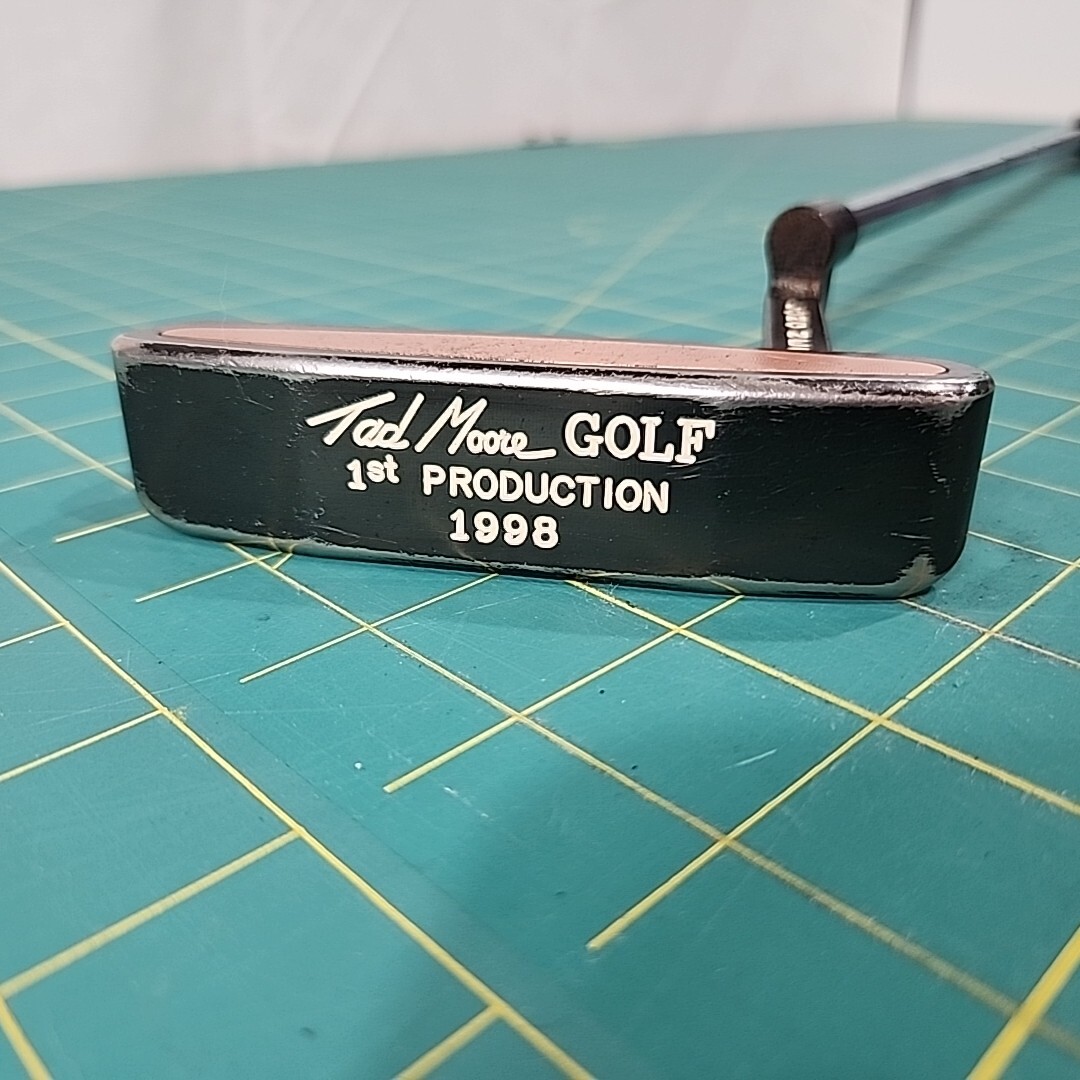 Tad Moore GOLF
1st PRODUCTION
1998